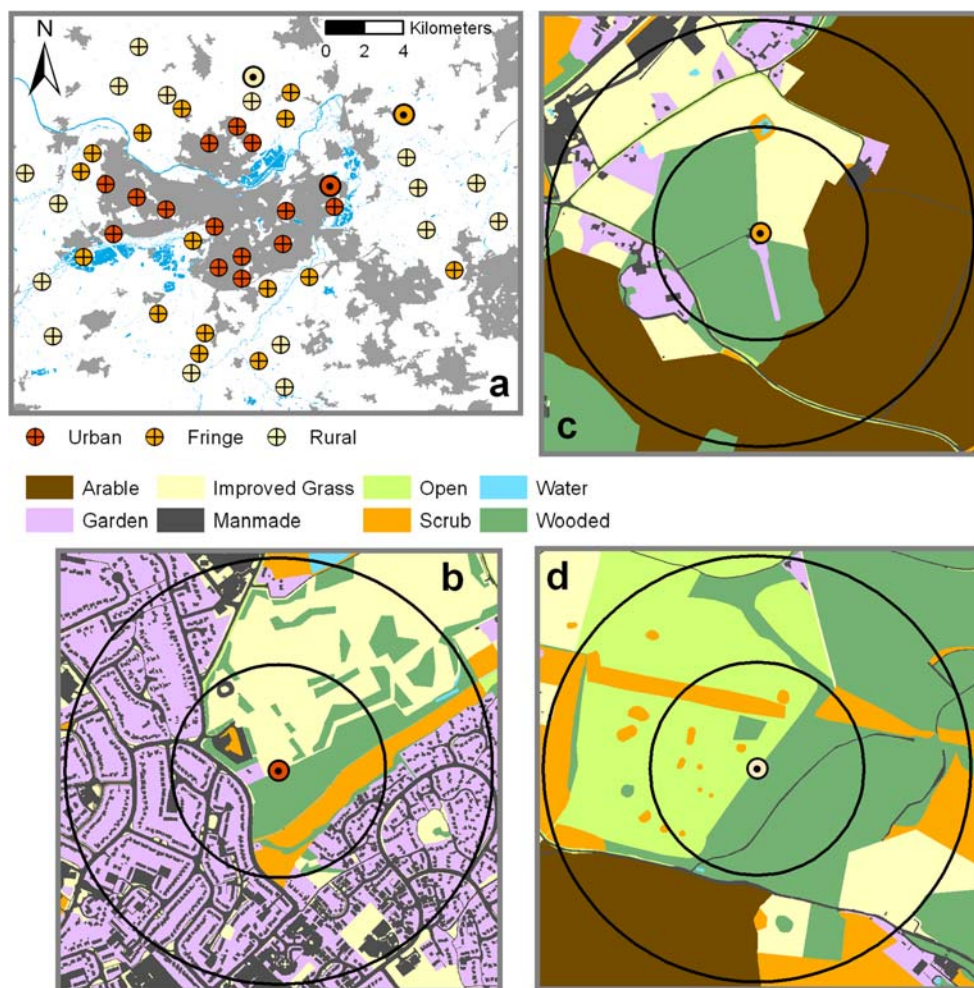 N
Kilometers
0 2 4
a
c
Urban Fringe Rural
Arable Improved Grass Open Water
Garden Manmade Scrub Wooded
b
d